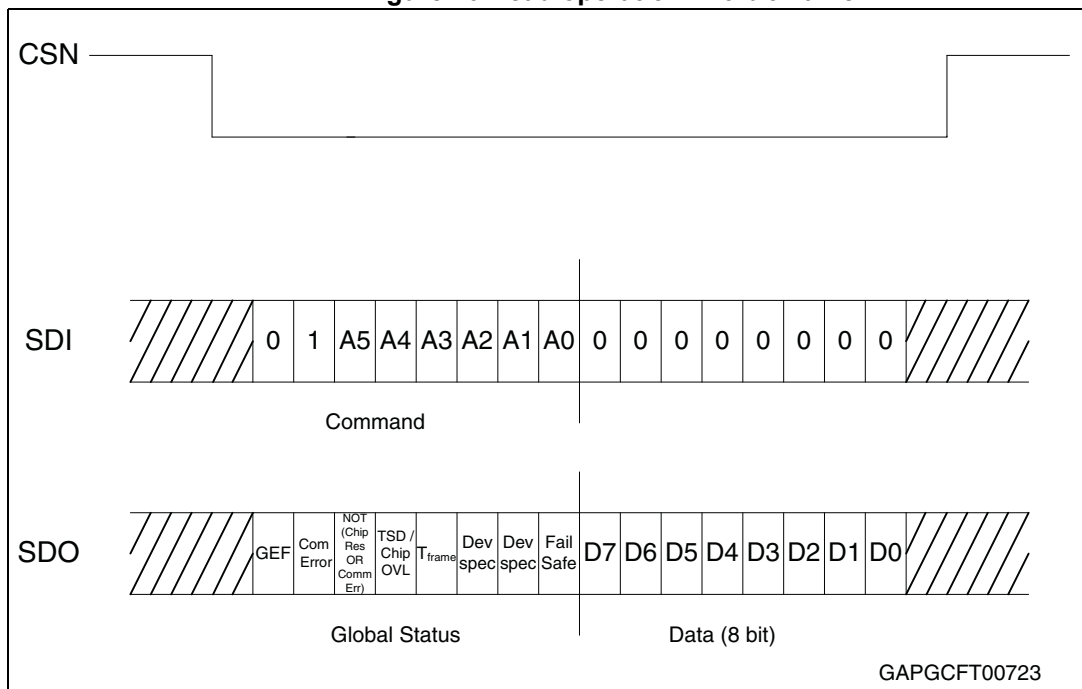 CSN
SDI
0 1 A5 A4 A3 A2 A1 A0 0 0 0 0 0 0 0 0
Command
SDO
GEF
Com
Error
NOT
(Chip
Res
OR
Comm
Err)
TSD /
Chip
OVL
Tframe
Dev
spec
Dev
spec
Fail
Safe
D7 D6 D5 D4 D3 D2 D1 D0
Global Status
Data (8 bit)
GAPGCFT00723